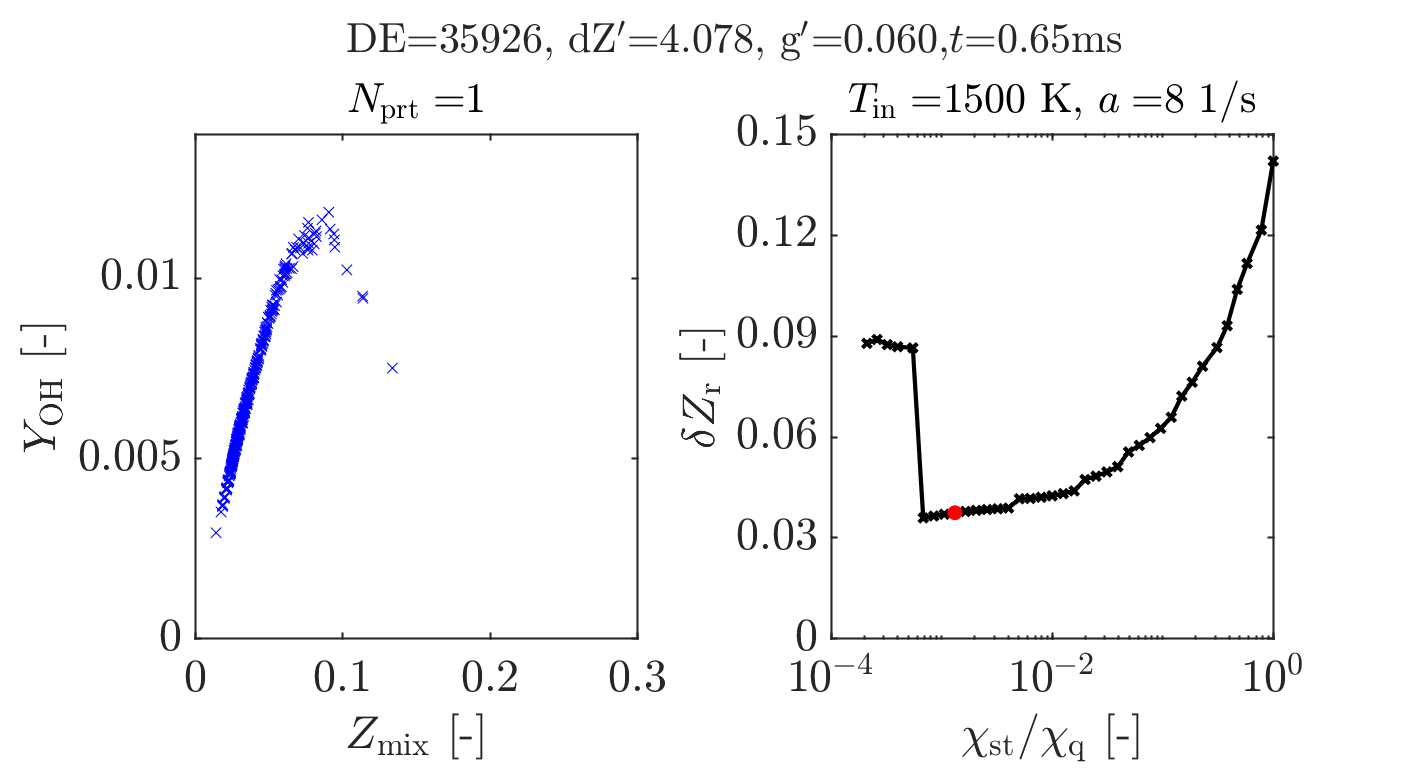 DE=35926, dZ′=4.078, g′=0.060,t=0.65ms
N_prt =1
Y_OH [-]
0.01
0.005
0
0 0.1 0.2 0.3
Z_mix [-]
T_in =1500 K, a =8 1/s
δZ_r [-]
0.15
0.12
0.09
0.06
0.03
0
10^−4 10^−2 10^0
χ_st/χ_q [-]